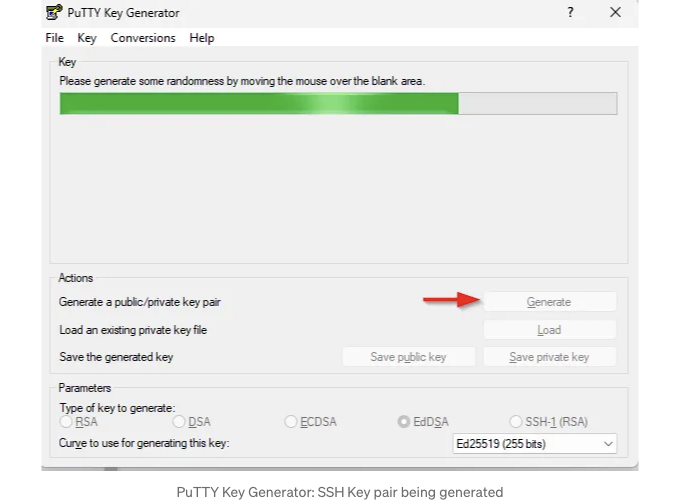 PuTTY Key Generator ? ×
File Key Conversions Help
Key
Please generate some randomness by moving the mouse over the blank area.
Actions
Generate a public/private key pair Generate
Load an existing private key file Load
Save the generated key Save public key Save private key
Parameters
Type of key to generate:
RSA DSA ECDSA EdDSA SSH-1 (RSA)
Curve to use for generating this key: Ed25519 (255 bits)
PuTTY Key Generator: SSH Key pair being generated